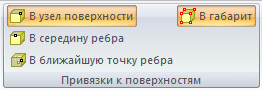 В узел поверхности
В габарит
В середину ребра
В ближайшую точку ребра
Привязки к поверхностям